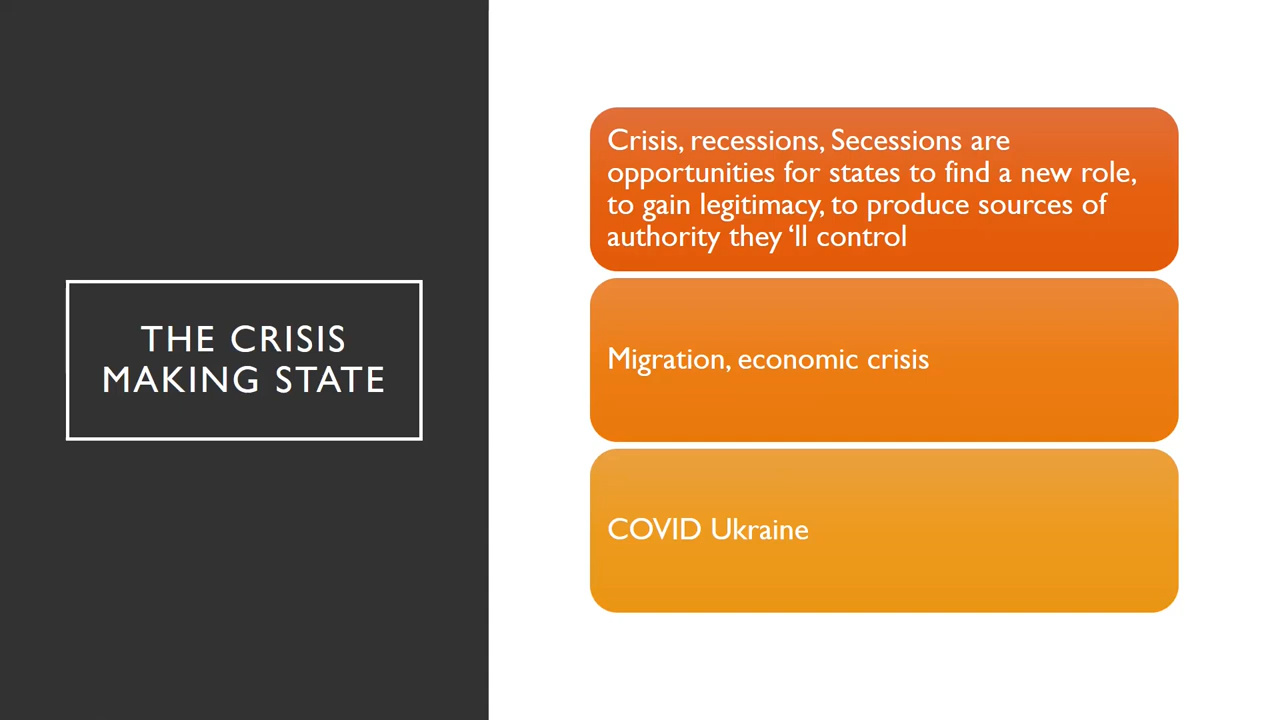 THE CRISIS
MAKING STATE
Crisis, recessions, Secessions are
opportunities for states to find a new role,
to gain legitimacy, to produce sources of
authority they ‘ll control
Migration, economic crisis
COVID Ukraine